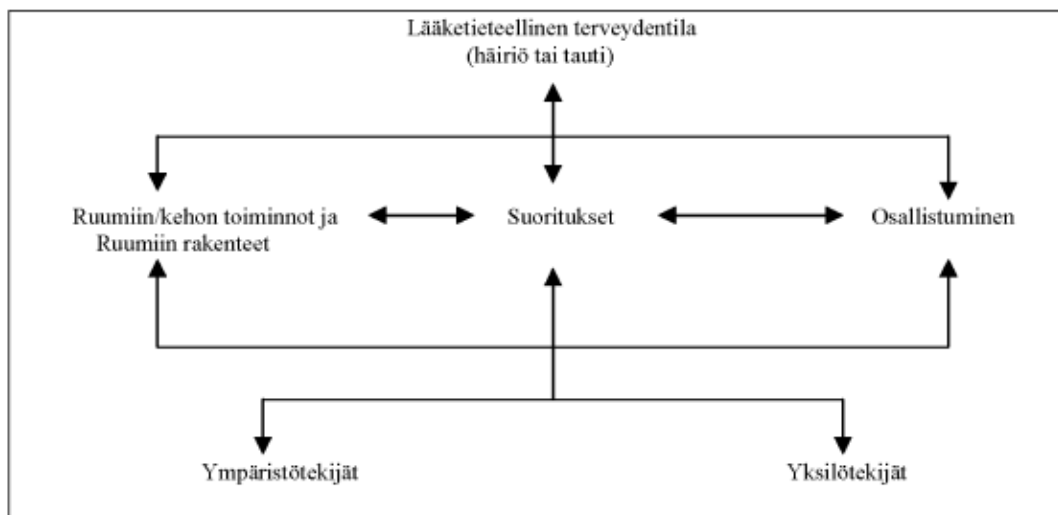 Lääketieteellinen terveydentila
(häiriö tai tauti)
Ruumiin/kehon toiminnot ja
Ruumiin rakenteet
Suoritukset
Osallistuminen
Ympäristötekijät
Yksilötekijät